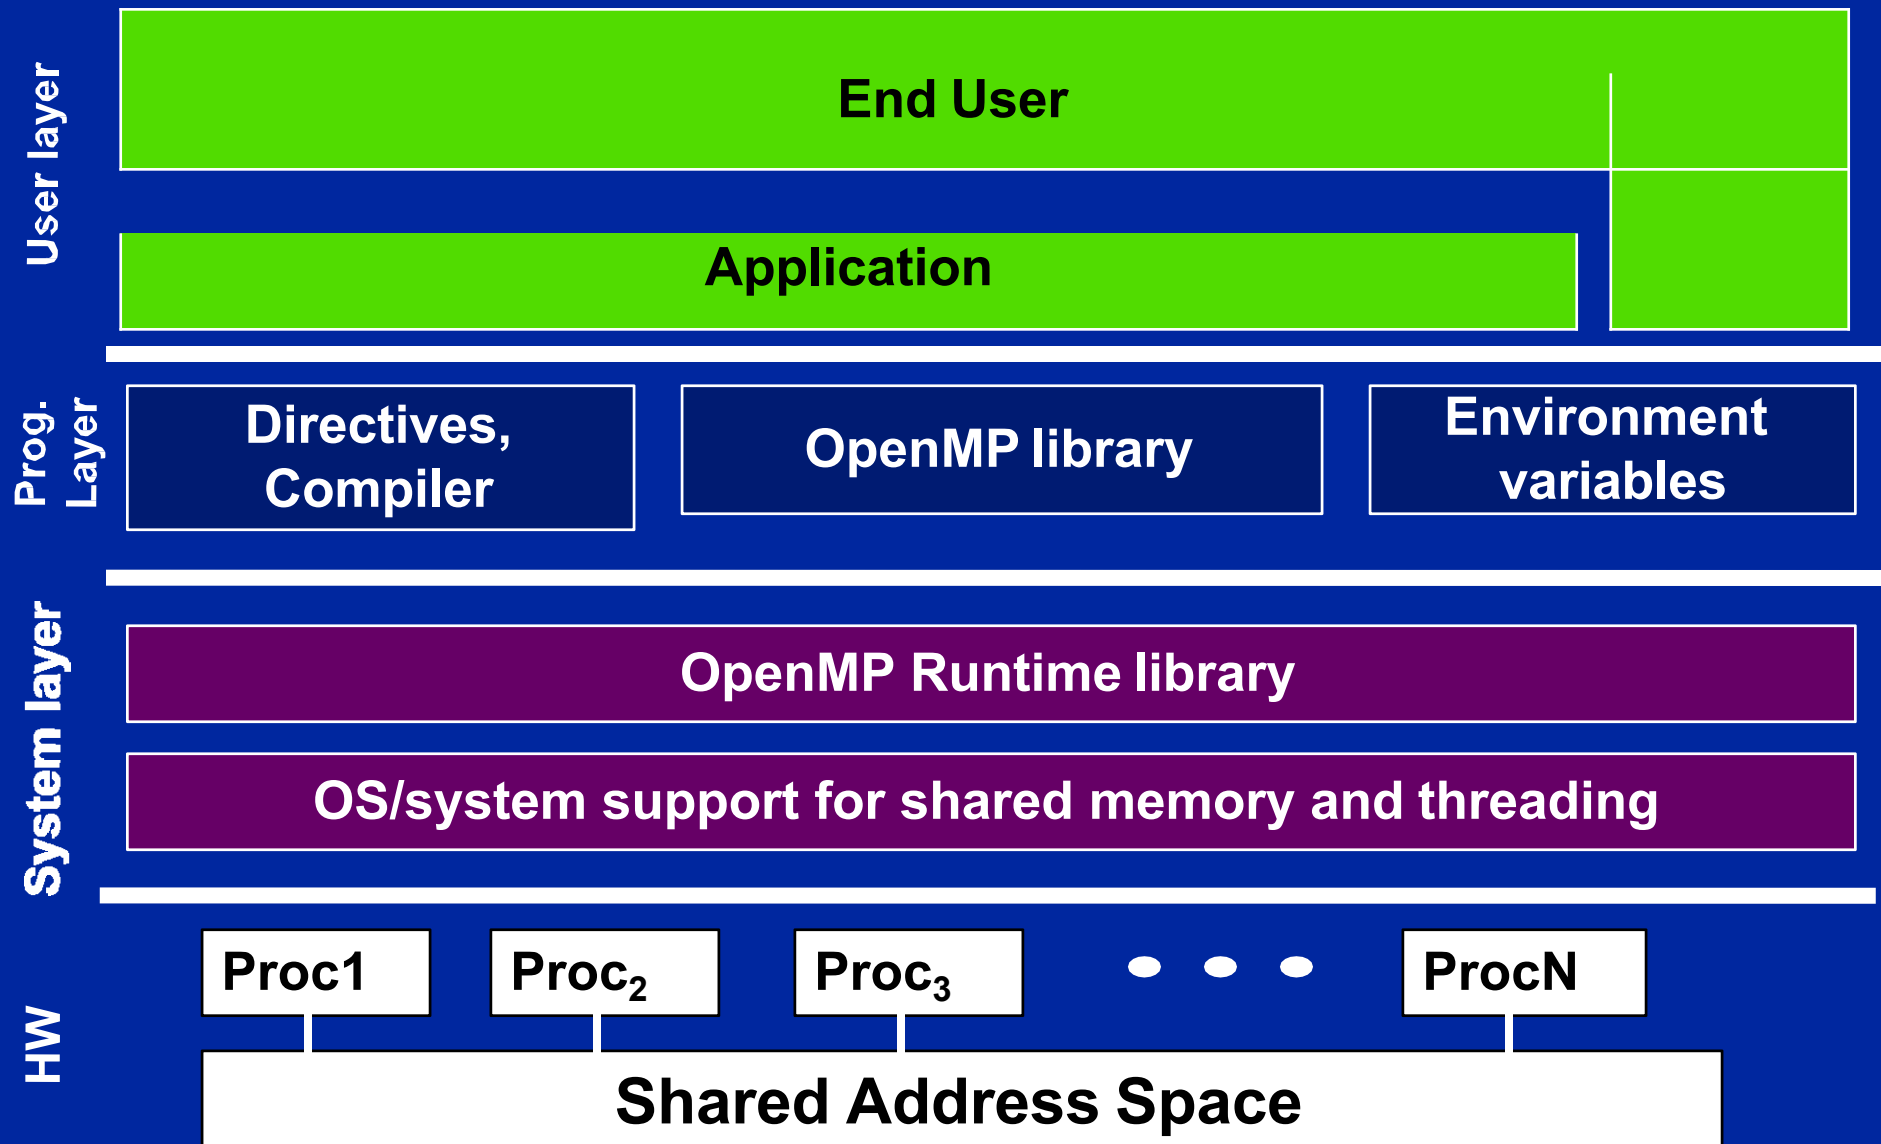 User layer
End User
Application
Prog.
Layer
Directives,
Compiler
OpenMP library
Environment
variables
System layer
OpenMP Runtime library
OS/system support for shared memory and threading
HW
Proc1
Proc₂
Proc₃
ProcN
Shared Address Space